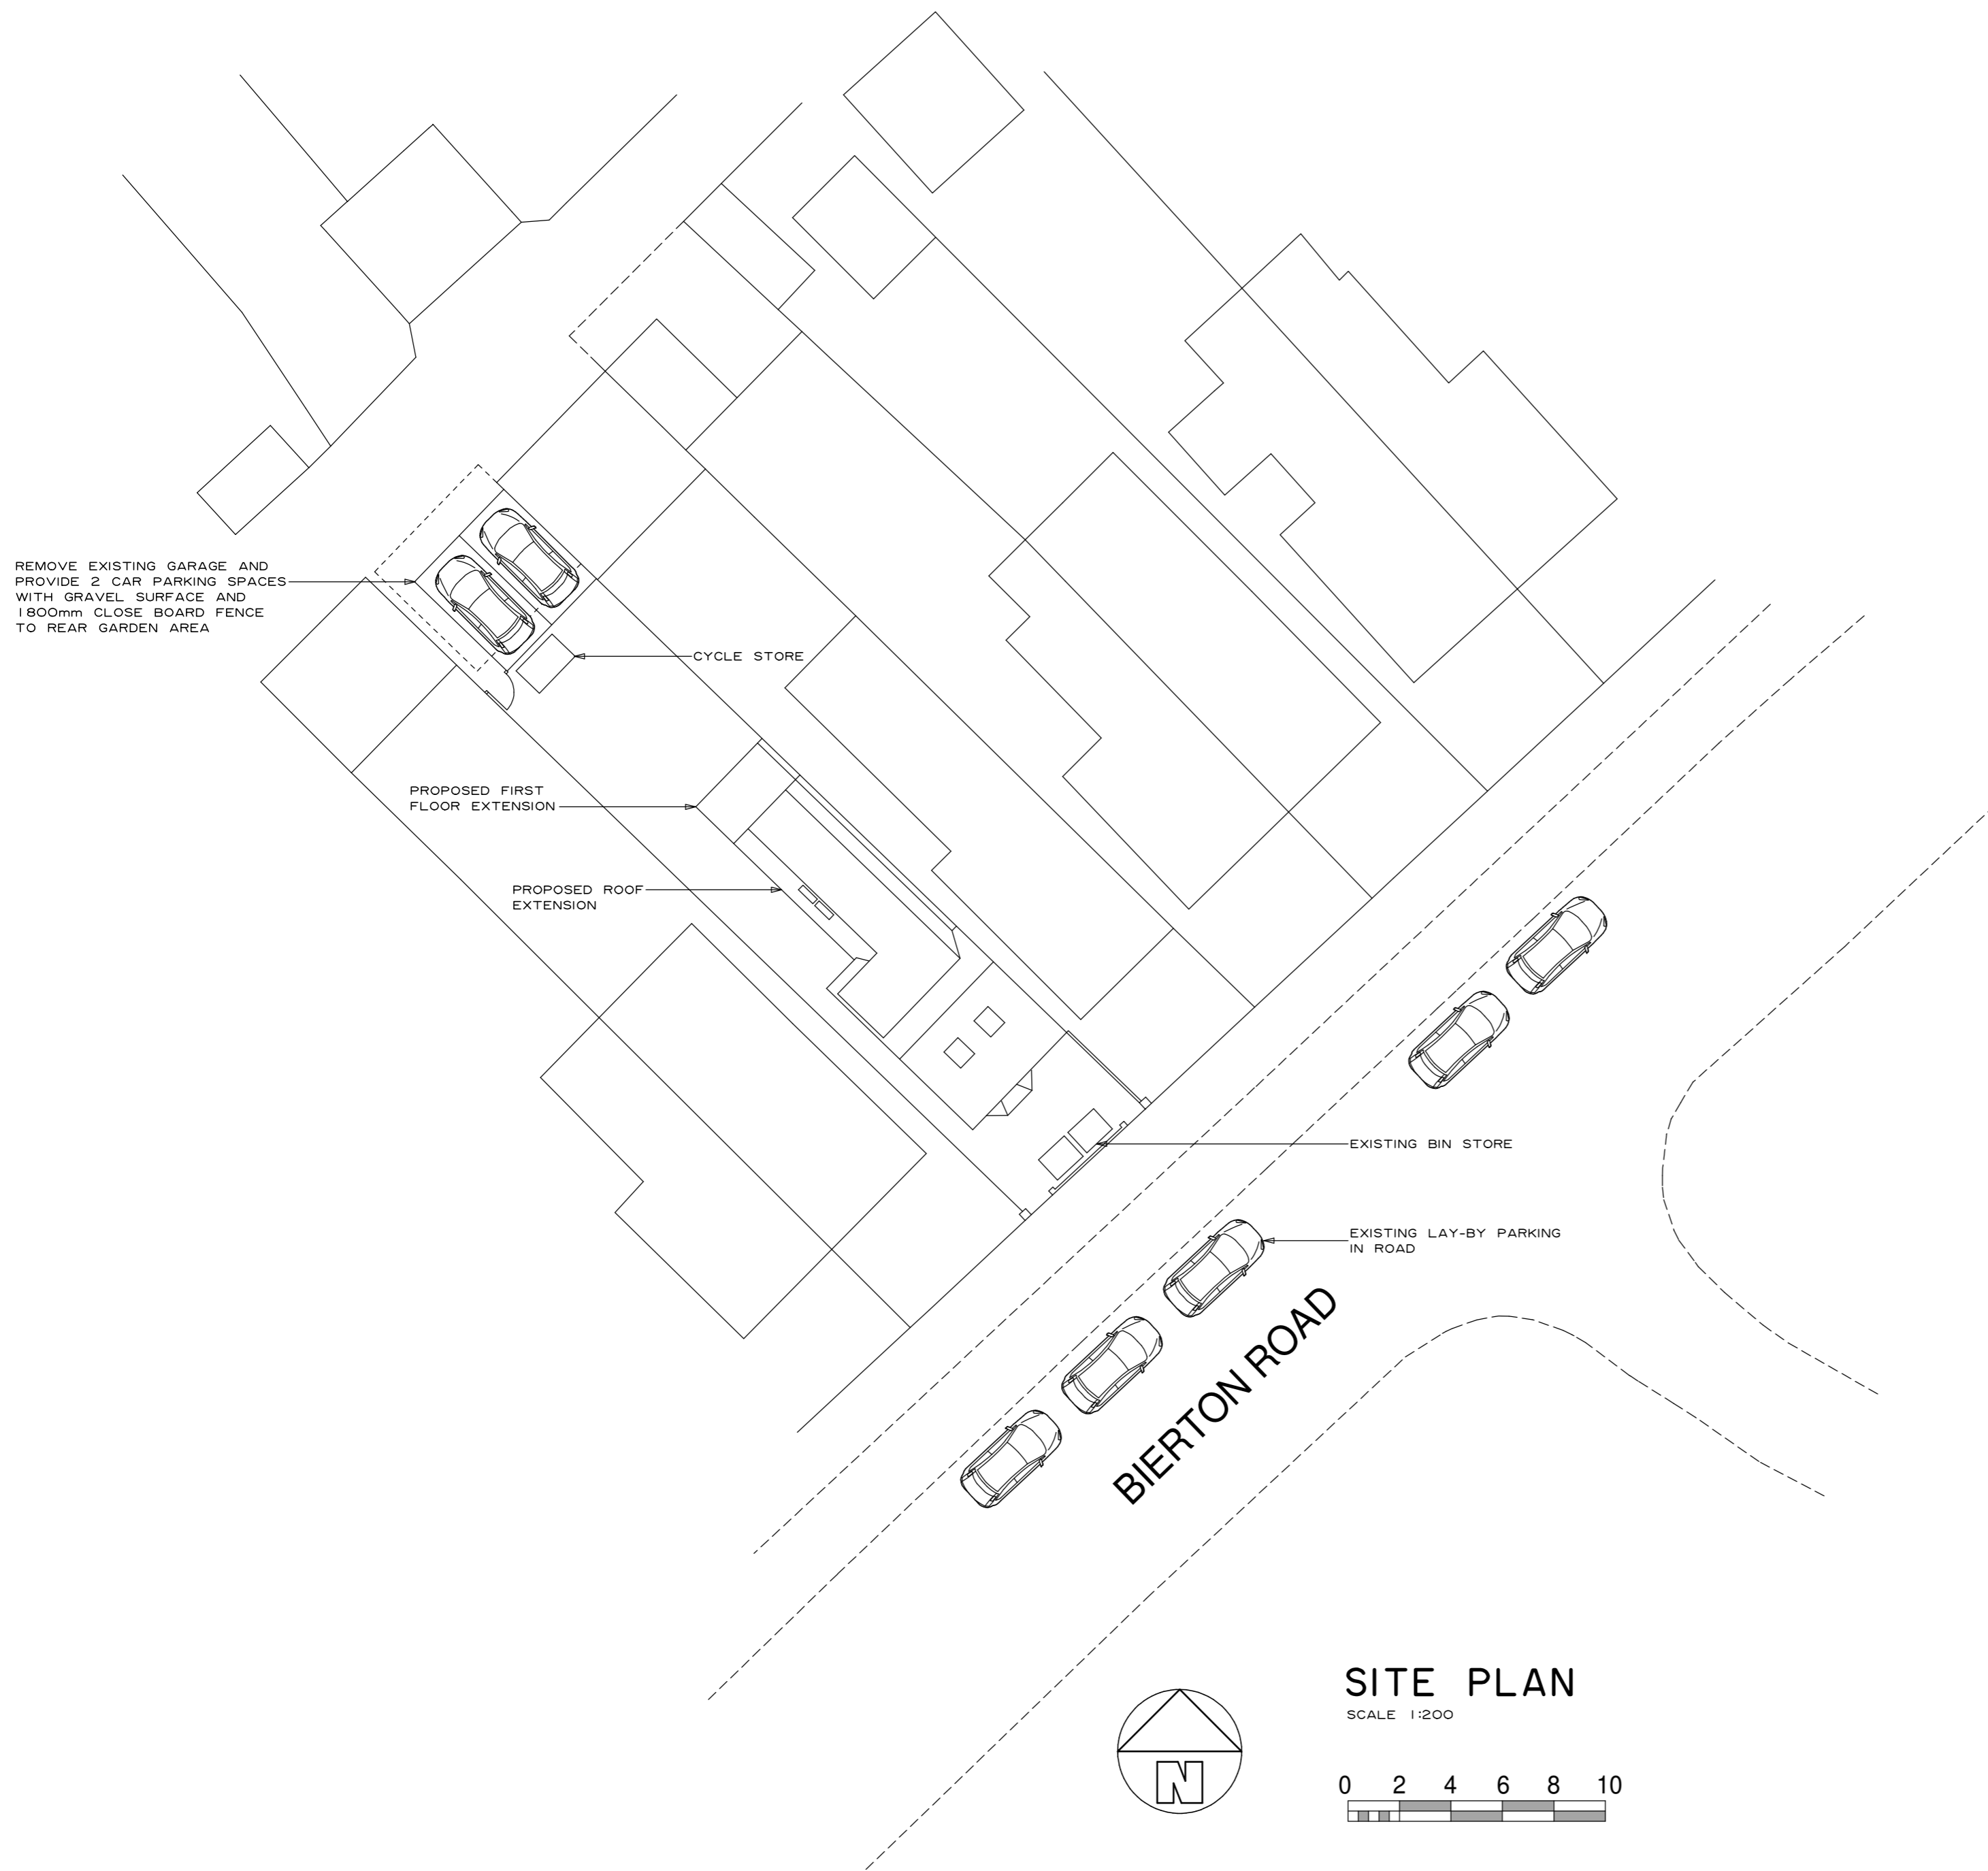 REMOVE EXISTING GARAGE AND
PROVIDE 2 CAR PARKING SPACES
WITH GRAVEL SURFACE AND
1800mm CLOSE BOARD FENCE
TO REAR GARDEN AREA
CYCLE STORE
PROPOSED FIRST
FLOOR EXTENSION
PROPOSED ROOF
EXTENSION
EXISTING BIN STORE
EXISTING LAY-BY PARKING
IN ROAD
BIERTON ROAD
SITE PLAN
SCALE 1:200
N
0 2 4 6 8 10